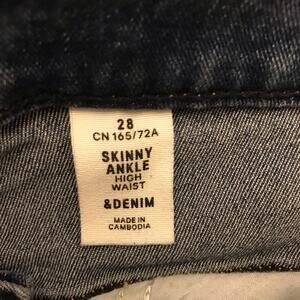 28
CN 165/72A
SKINNY
ANKLE
HIGH
WAIST
&DENIM
MADE IN
CAMBODIA